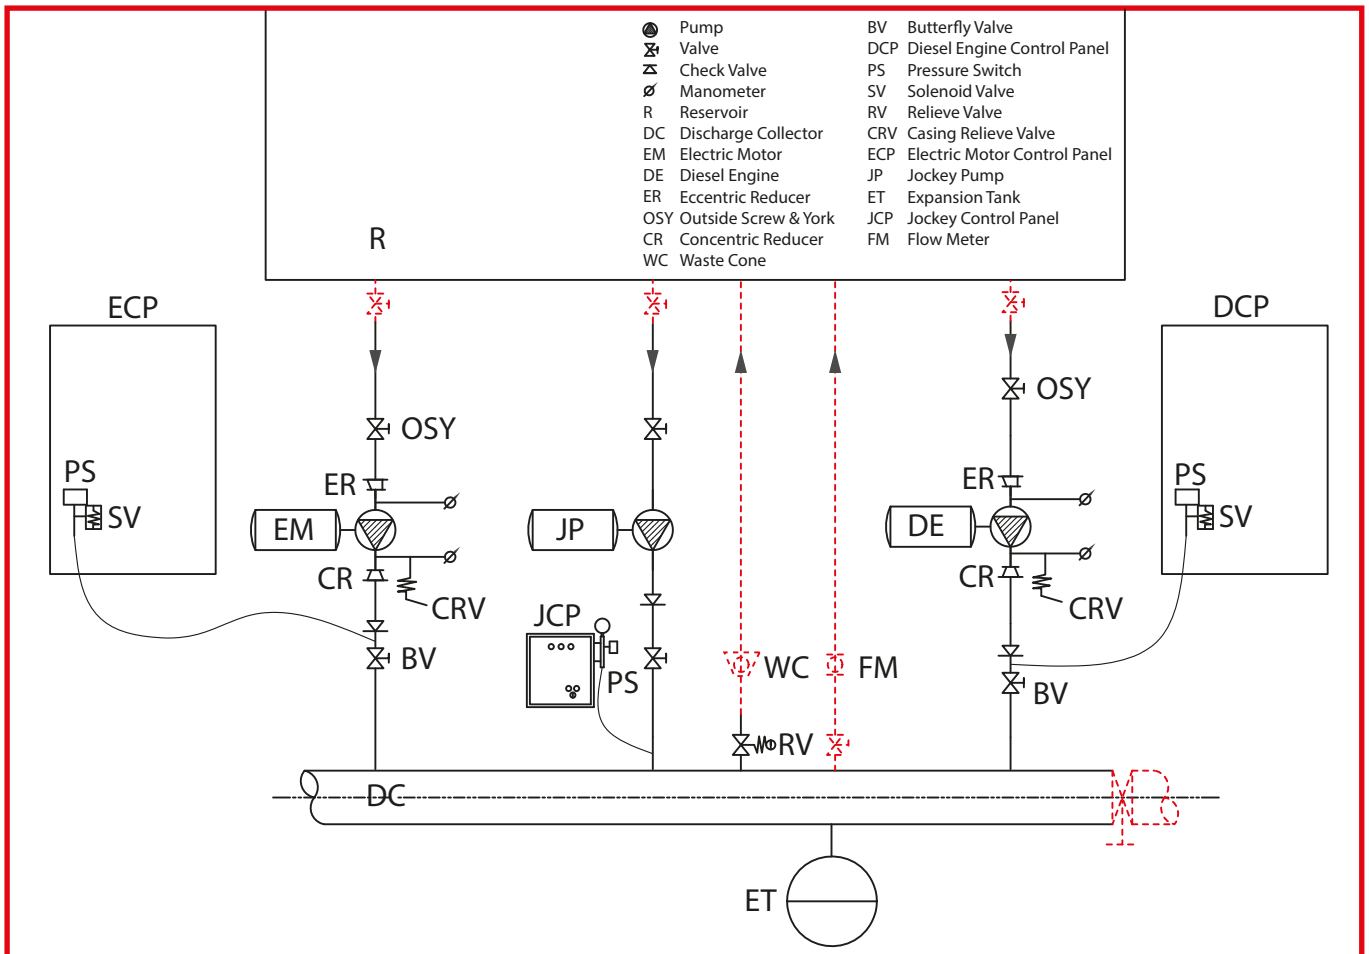 Pump
Valve
Check Valve
Manometer
R Reservoir
DC Discharge Collector
EM Electric Motor
DE Diesel Engine
ER Eccentric Reducer
OSY Outside Screw & York
CR Concentric Reducer
WC Waste Cone
BV Butterfly Valve
DCP Diesel Engine Control Panel
PS Pressure Switch
SV Solenoid Valve
RV Relieve Valve
CRV Casing Relieve Valve
ECP Electric Motor Control Panel
JP Jockey Pump
ET Expansion Tank
JCP Jockey Control Panel
FM Flow Meter
R
ECP
DCP
OSY
OSY
PS
ER
ER
PS
SV
EM
JP
DE
SV
CR
CRV
JCP
CR
CRV
BV
PS
WC
FM
BV
RV
DC
ET